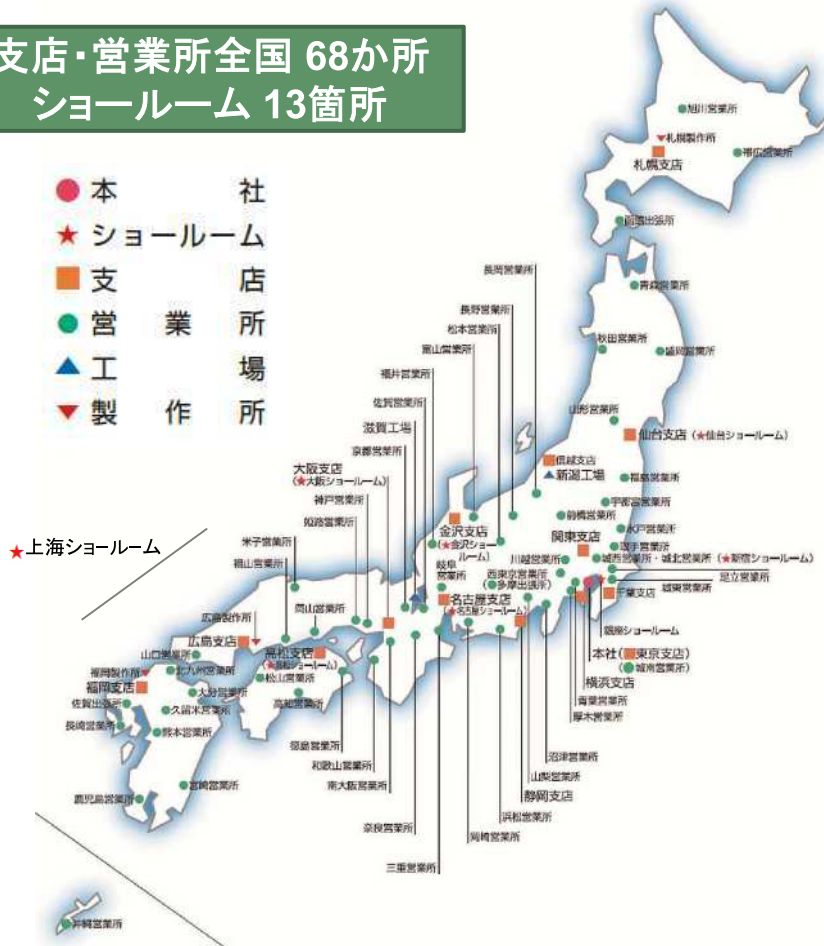 支店・営業所全国 68か所
ショールーム 13箇所
●本社
★ショールーム
■支店
●営業所
▲工場
▼製作所
旭川営業所
▼札幌製作所
札幌支店
帯広営業所
函館出張所
青森営業所
秋田営業所
盛岡営業所
山形営業所
仙台支店（★仙台ショールーム）
信越支店
新潟工場
福島営業所
宇都宮営業所
前橋営業所
水戸営業所
関東支店
取手営業所
川越営業所
城西営業所・城北営業所（★新宿ショールーム）
西東京営業所
（●多摩出張所）
足立営業所
城東営業所
千葉支店
銀座ショールーム
本社（■東京支店）
（●城南営業所）
横浜支店
青葉営業所
厚木営業所
沼津営業所
山梨営業所
静岡支店
浜松営業所
岡崎営業所
三重営業所
奈良営業所
南大阪営業所
和歌山営業所
徳島営業所
長岡営業所
長野営業所
松本営業所
富山営業所
福井営業所
佐賀営業所
滋賀工場
京都営業所
大阪支店
（★大阪ショールーム）
神戸営業所
姫路営業所
米子営業所
福山営業所
岡山営業所
金沢支店
（★金沢ショー
ルーム）
岐阜
営業所
名古屋支店
（★名古屋ショールーム）
★上海ショールーム
広島製作所
広島支店
高松支店
（★高松ショールーム）
松山営業所
高知営業所
山口営業所
福岡製作所
北九州営業所
福岡支店
大分営業所
佐賀出張所
久留米営業所
長崎営業所
熊本営業所
宮崎営業所
鹿児島営業所
沖縄営業所